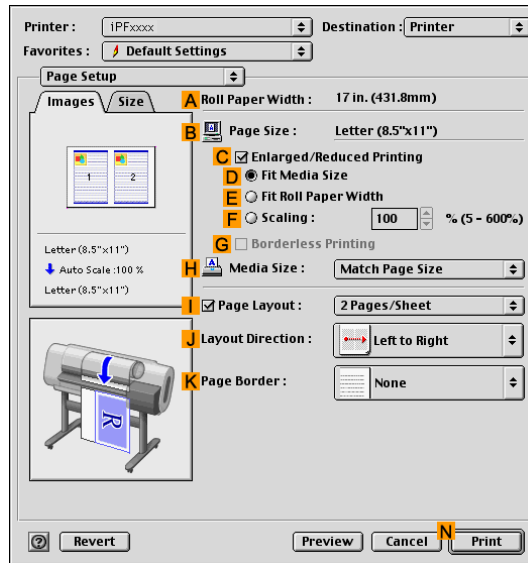 Printer : iPFxxxx Destination : Printer
Favorites : Default Settings
Page Setup
Images Size
A Roll Paper Width : 17 in. (431.8mm)
B Page Size : Letter (8.5"x11")
C Enlarged/Reduced Printing
D Fit Media Size
E Fit Roll Paper Width
F Scaling : 100 % (5 - 600%)
G Borderless Printing
H Media Size : Match Page Size
I Page Layout : 2 Pages/Sheet
J Layout Direction : Left to Right
K Page Border : None
1 2
Letter (8.5"x11")
Auto Scale :100 %
Letter (8.5"x11")
R
? Revert Preview Cancel N Print